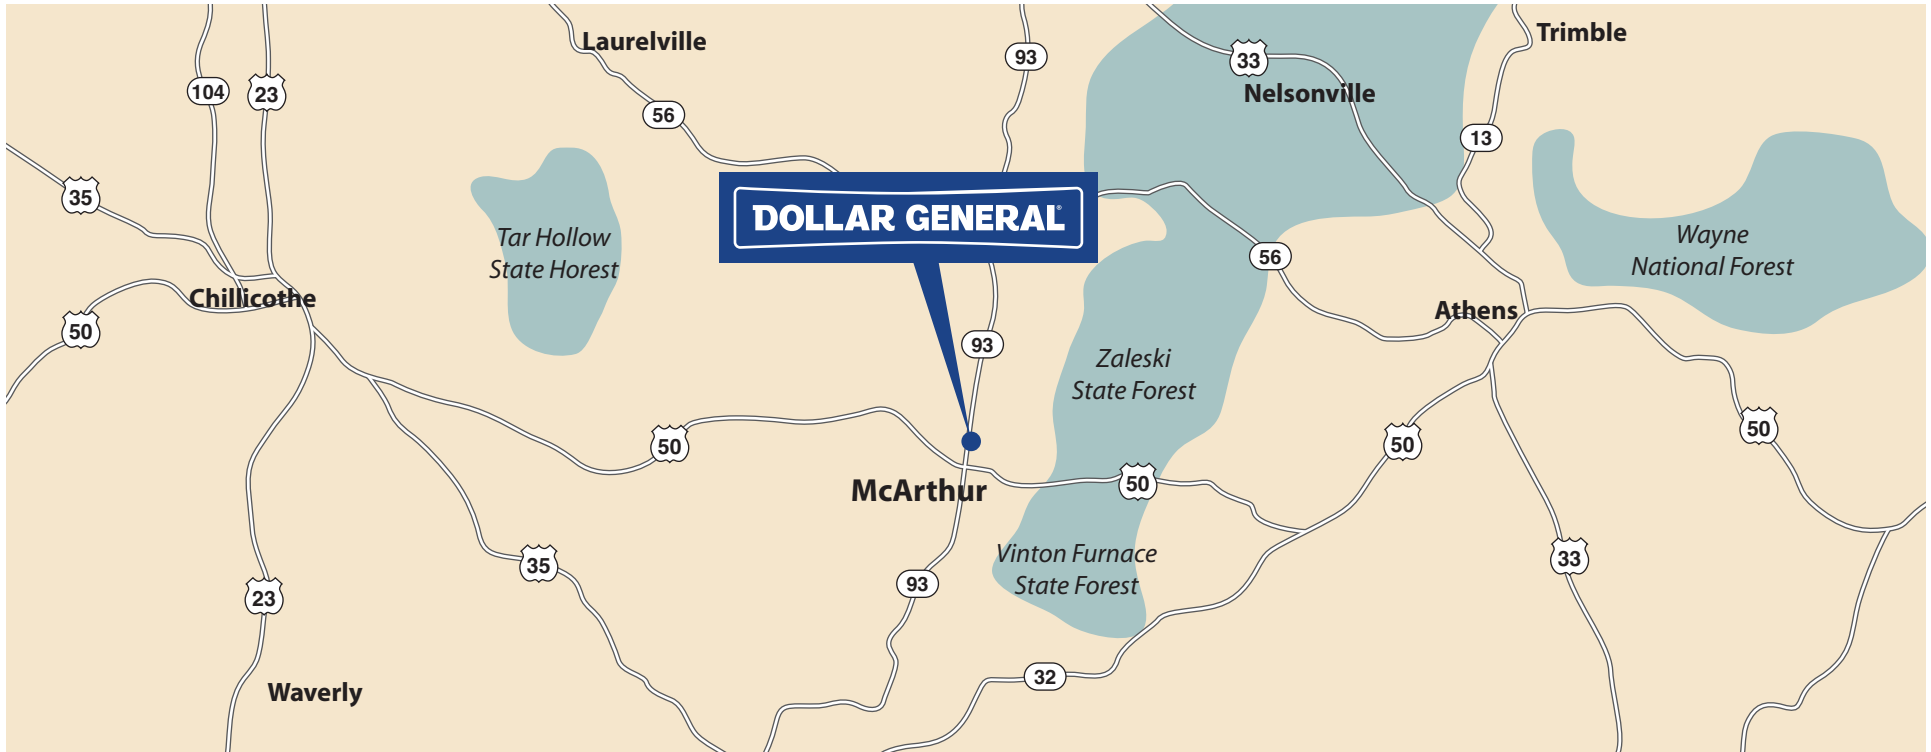 Laurelville
93
Trimble
33
104
23
Nelsonville
56
13
35
DOLLAR GENERAL®
Tar Hollow
State Horest
56
Wayne
National Forest
Chillicothe
50
Athens
93
Zaleski
State Forest
50
50
50
50
McArthur
Vinton Furnace
State Forest
35
33
93
23
32
Waverly